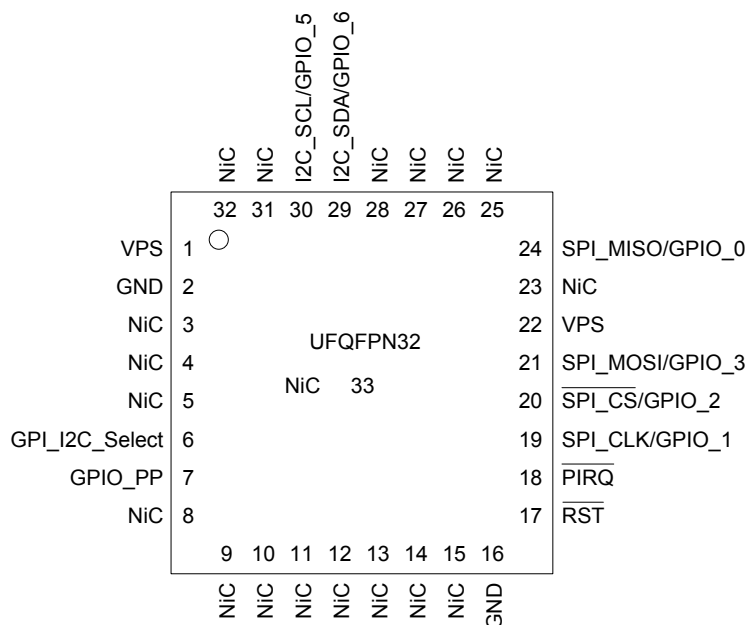 I2C_SCL/GPIO_5
I2C_SDA/GPIO_6
NiC
NiC
NiC
NiC
NiC
NiC
32 31 30 29 28 27 26 25
VPS 1
GND 2
NiC 3
NiC 4
NiC 5
GPI_I2C_Select 6
GPIO_PP 7
NiC 8
UFQFPN32
NiC 33
24 SPI_MISO/GPIO_0
23 NiC
22 VPS
21 SPI_MOSI/GPIO_3
20 SPI_CS/GPIO_2
19 SPI_CLK/GPIO_1
18 PIRQ
17 RST
9 10 11 12 13 14 15 16
NiC
NiC
NiC
NiC
NiC
NiC
NiC
GND